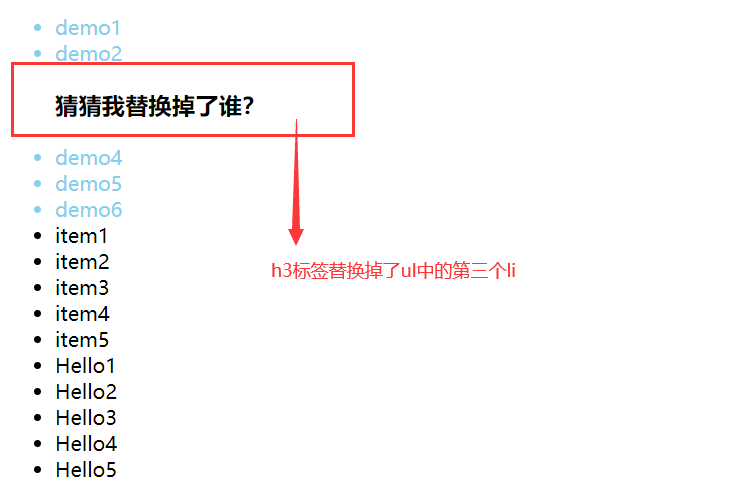 demo1
demo2
猜猜我替换掉了谁?
demo4
demo5
demo6
item1
item2
h3标签替换掉了ul中的第三个li
item3
item4
item5
Hello1
Hello2
Hello3
Hello4
Hello5